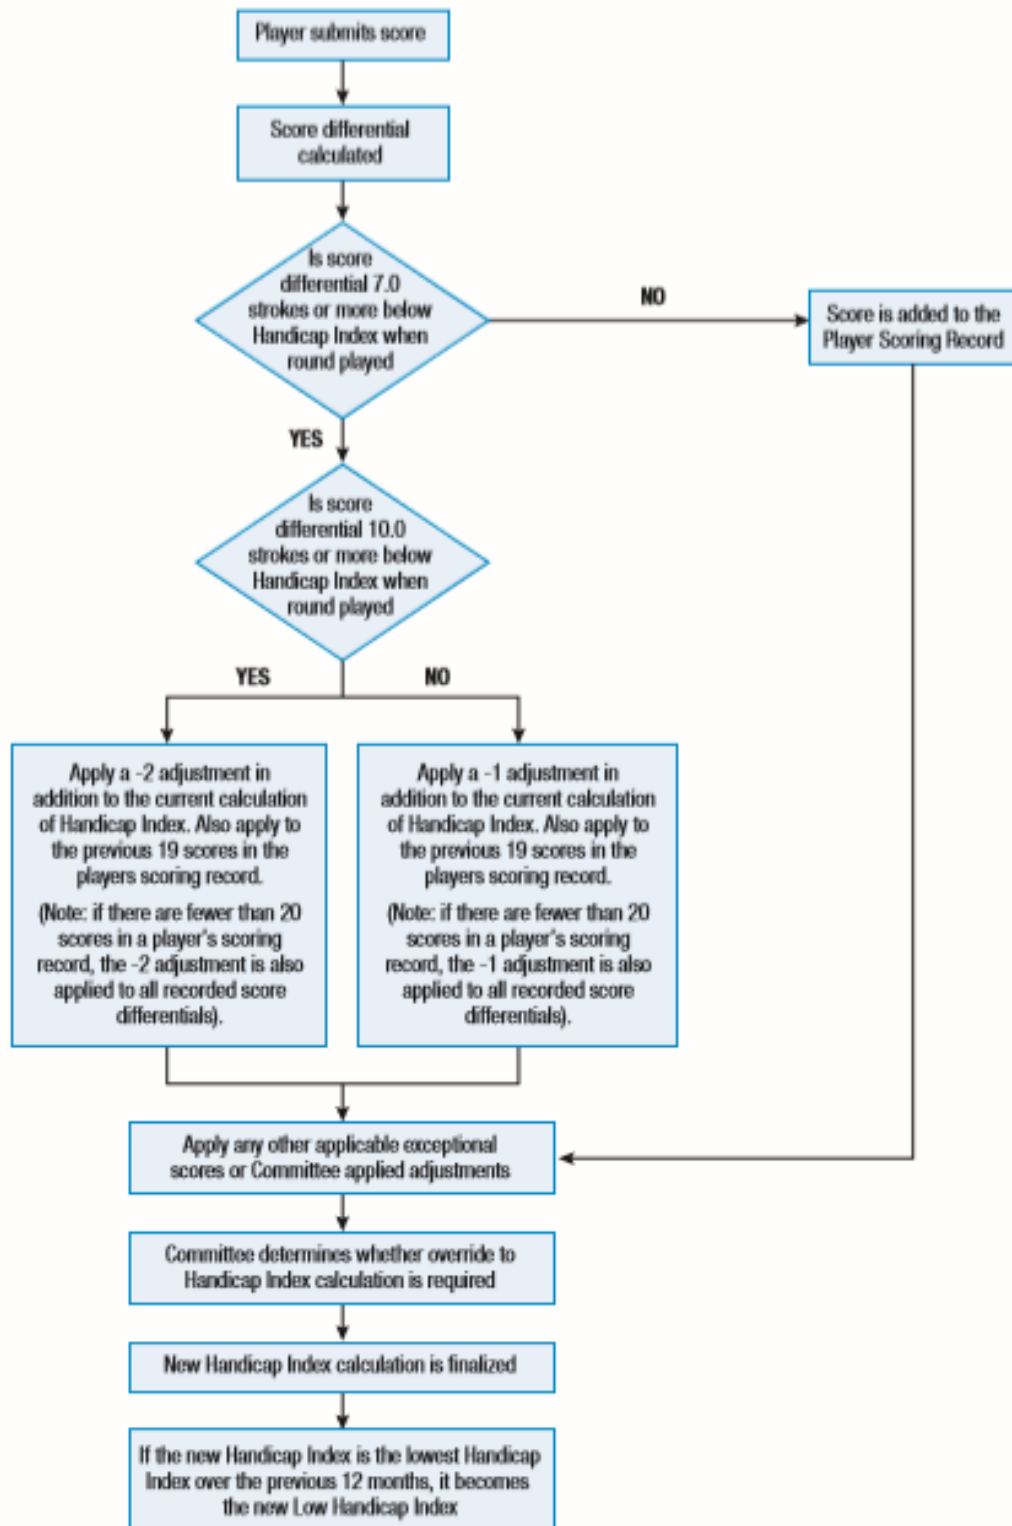 Player submits score
Score differential
calculated
Is score
differential 7.0
strokes or more below
Handicap Index when
round played
NO
Score is added to the
Player Scoring Record
YES
Is score
differential 10.0
strokes or more below
Handicap Index when
round played
YES
NO
Apply a -2 adjustment in
addition to the current calculation
of Handicap Index. Also apply to
the previous 19 scores in the
players scoring record.
(Note: if there are fewer than 20
scores in a player's scoring
record, the -2 adjustment is also
applied to all recorded score
differentials).
Apply a -1 adjustment in
addition to the current calculation
of Handicap Index. Also apply to
the previous 19 scores in the
players scoring record.
(Note: if there are fewer than 20
scores in a player's scoring
record, the -1 adjustment is also
applied to all recorded score
differentials).
Apply any other applicable exceptional
scores or Committee applied adjustments
Committee determines whether override to
Handicap Index calculation is required
New Handicap Index calculation is finalized
If the new Handicap Index is the lowest Handicap
Index over the previous 12 months, it becomes
the new Low Handicap Index